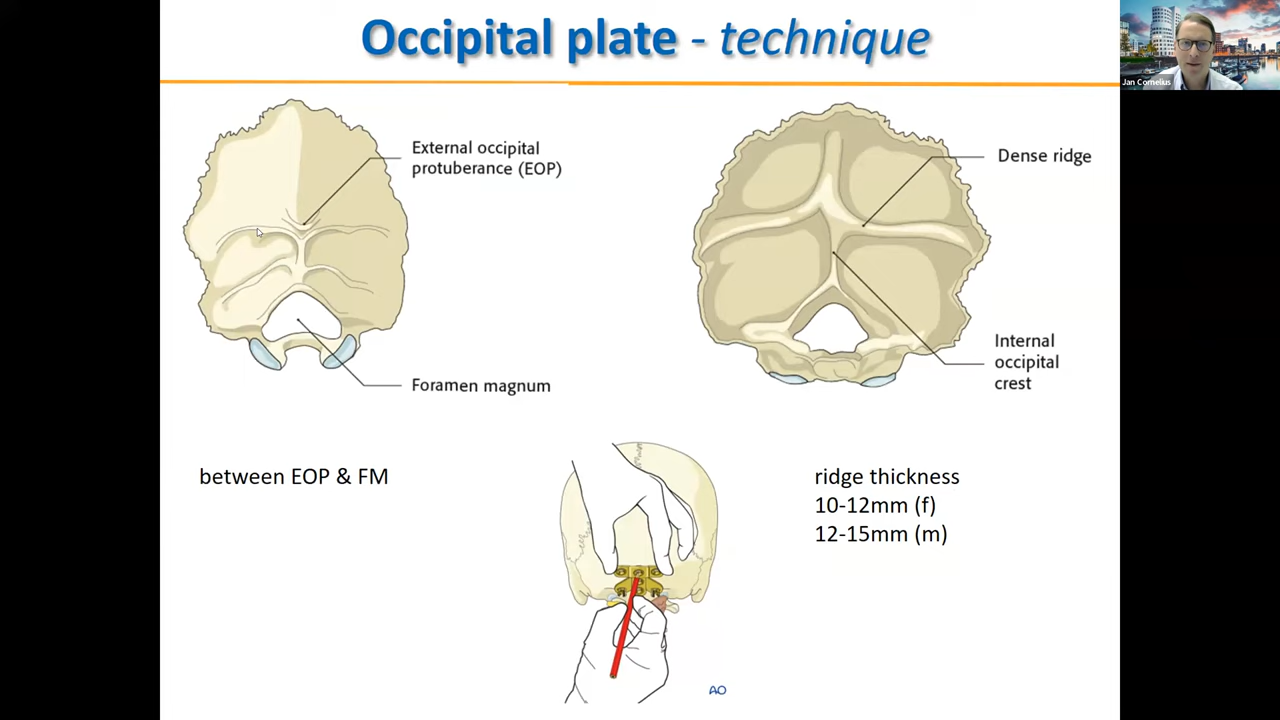 Occipital plate - technique
Jan Cornelius
External occipital
protuberance (EOP)
Foramen magnum
Dense ridge
Internal
occipital
crest
between EOP & FM
ridge thickness
10-12mm (f)
12-15mm (m)
AO